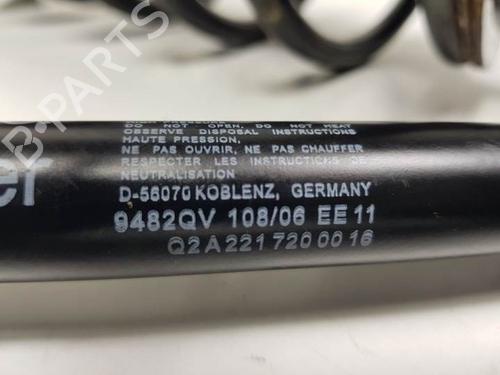 DO NOT OPEN, DO NOT HEAT
OBSERVE DISPOSAL INSTRUCTIONS
HAUTE PRESSION,
NE PAS OUVRIR, NE PAS CHAUFFER
RESPECTER LES INSTRUCTIONS DE
NEUTRALISATION
D-56070 KOBLENZ, GERMANY
9482QV 108/06 EE 11
Q2A 221 720 00 16
B-PARTS